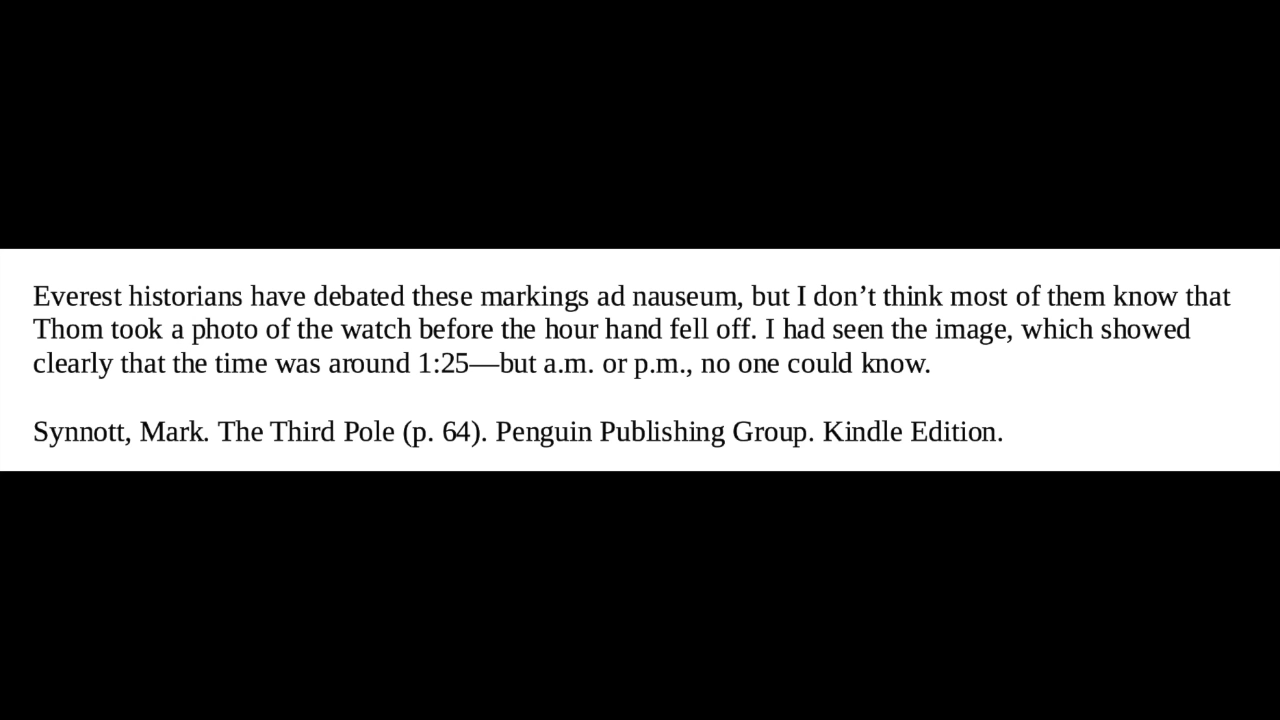 Everest historians have debated these markings ad nauseum, but I don’t think most of them know that
Thom took a photo of the watch before the hour hand fell off. I had seen the image, which showed
clearly that the time was around 1:25—but a.m. or p.m., no one could know.
Synnott, Mark. The Third Pole (p. 64). Penguin Publishing Group. Kindle Edition.